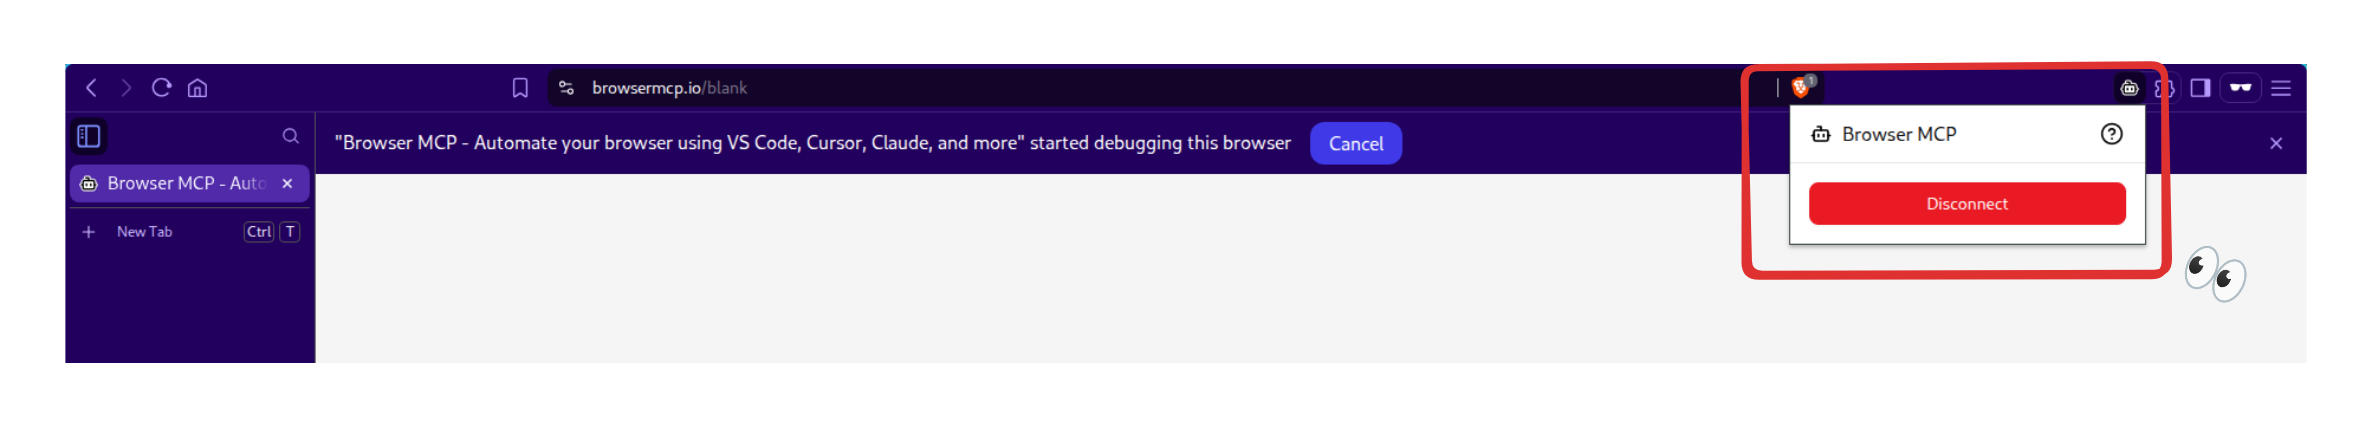 browsermcp.io/blank
1
"Browser MCP - Automate your browser using VS Code, Cursor, Claude, and more" started debugging this browser
Cancel
Browser MCP
Disconnect
Browser MCP - Auto
New Tab
Ctrl T